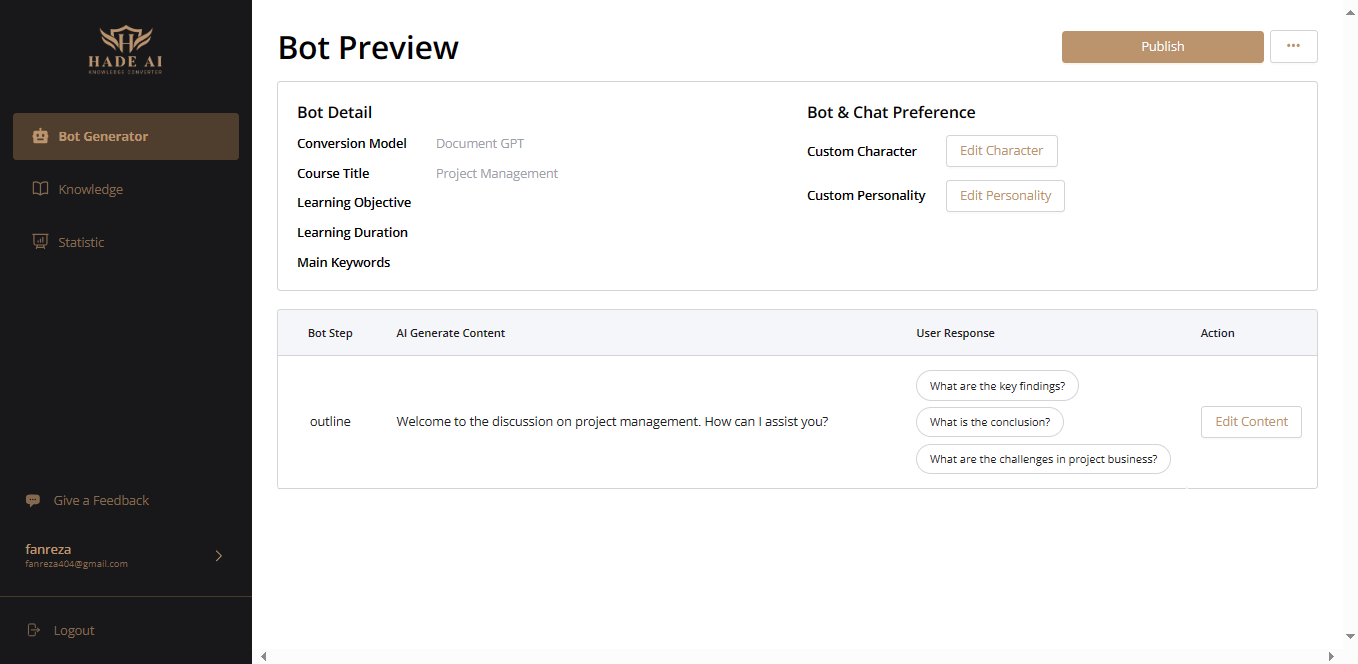 HADE AI
KNOWLEDGE CONVERTER
Bot Generator
Knowledge
Statistic
Give a Feedback
fanreza
fanreza404@gmail.com
Logout
Bot Preview
Publish
Bot Detail
Conversion Model Document GPT
Course Title Project Management
Learning Objective
Learning Duration
Main Keywords
Bot & Chat Preference
Custom Character Edit Character
Custom Personality Edit Personality
Bot Step AI Generate Content User Response Action
outline Welcome to the discussion on project management. How can I assist you?
What are the key findings?
What is the conclusion?
What are the challenges in project business?
Edit Content